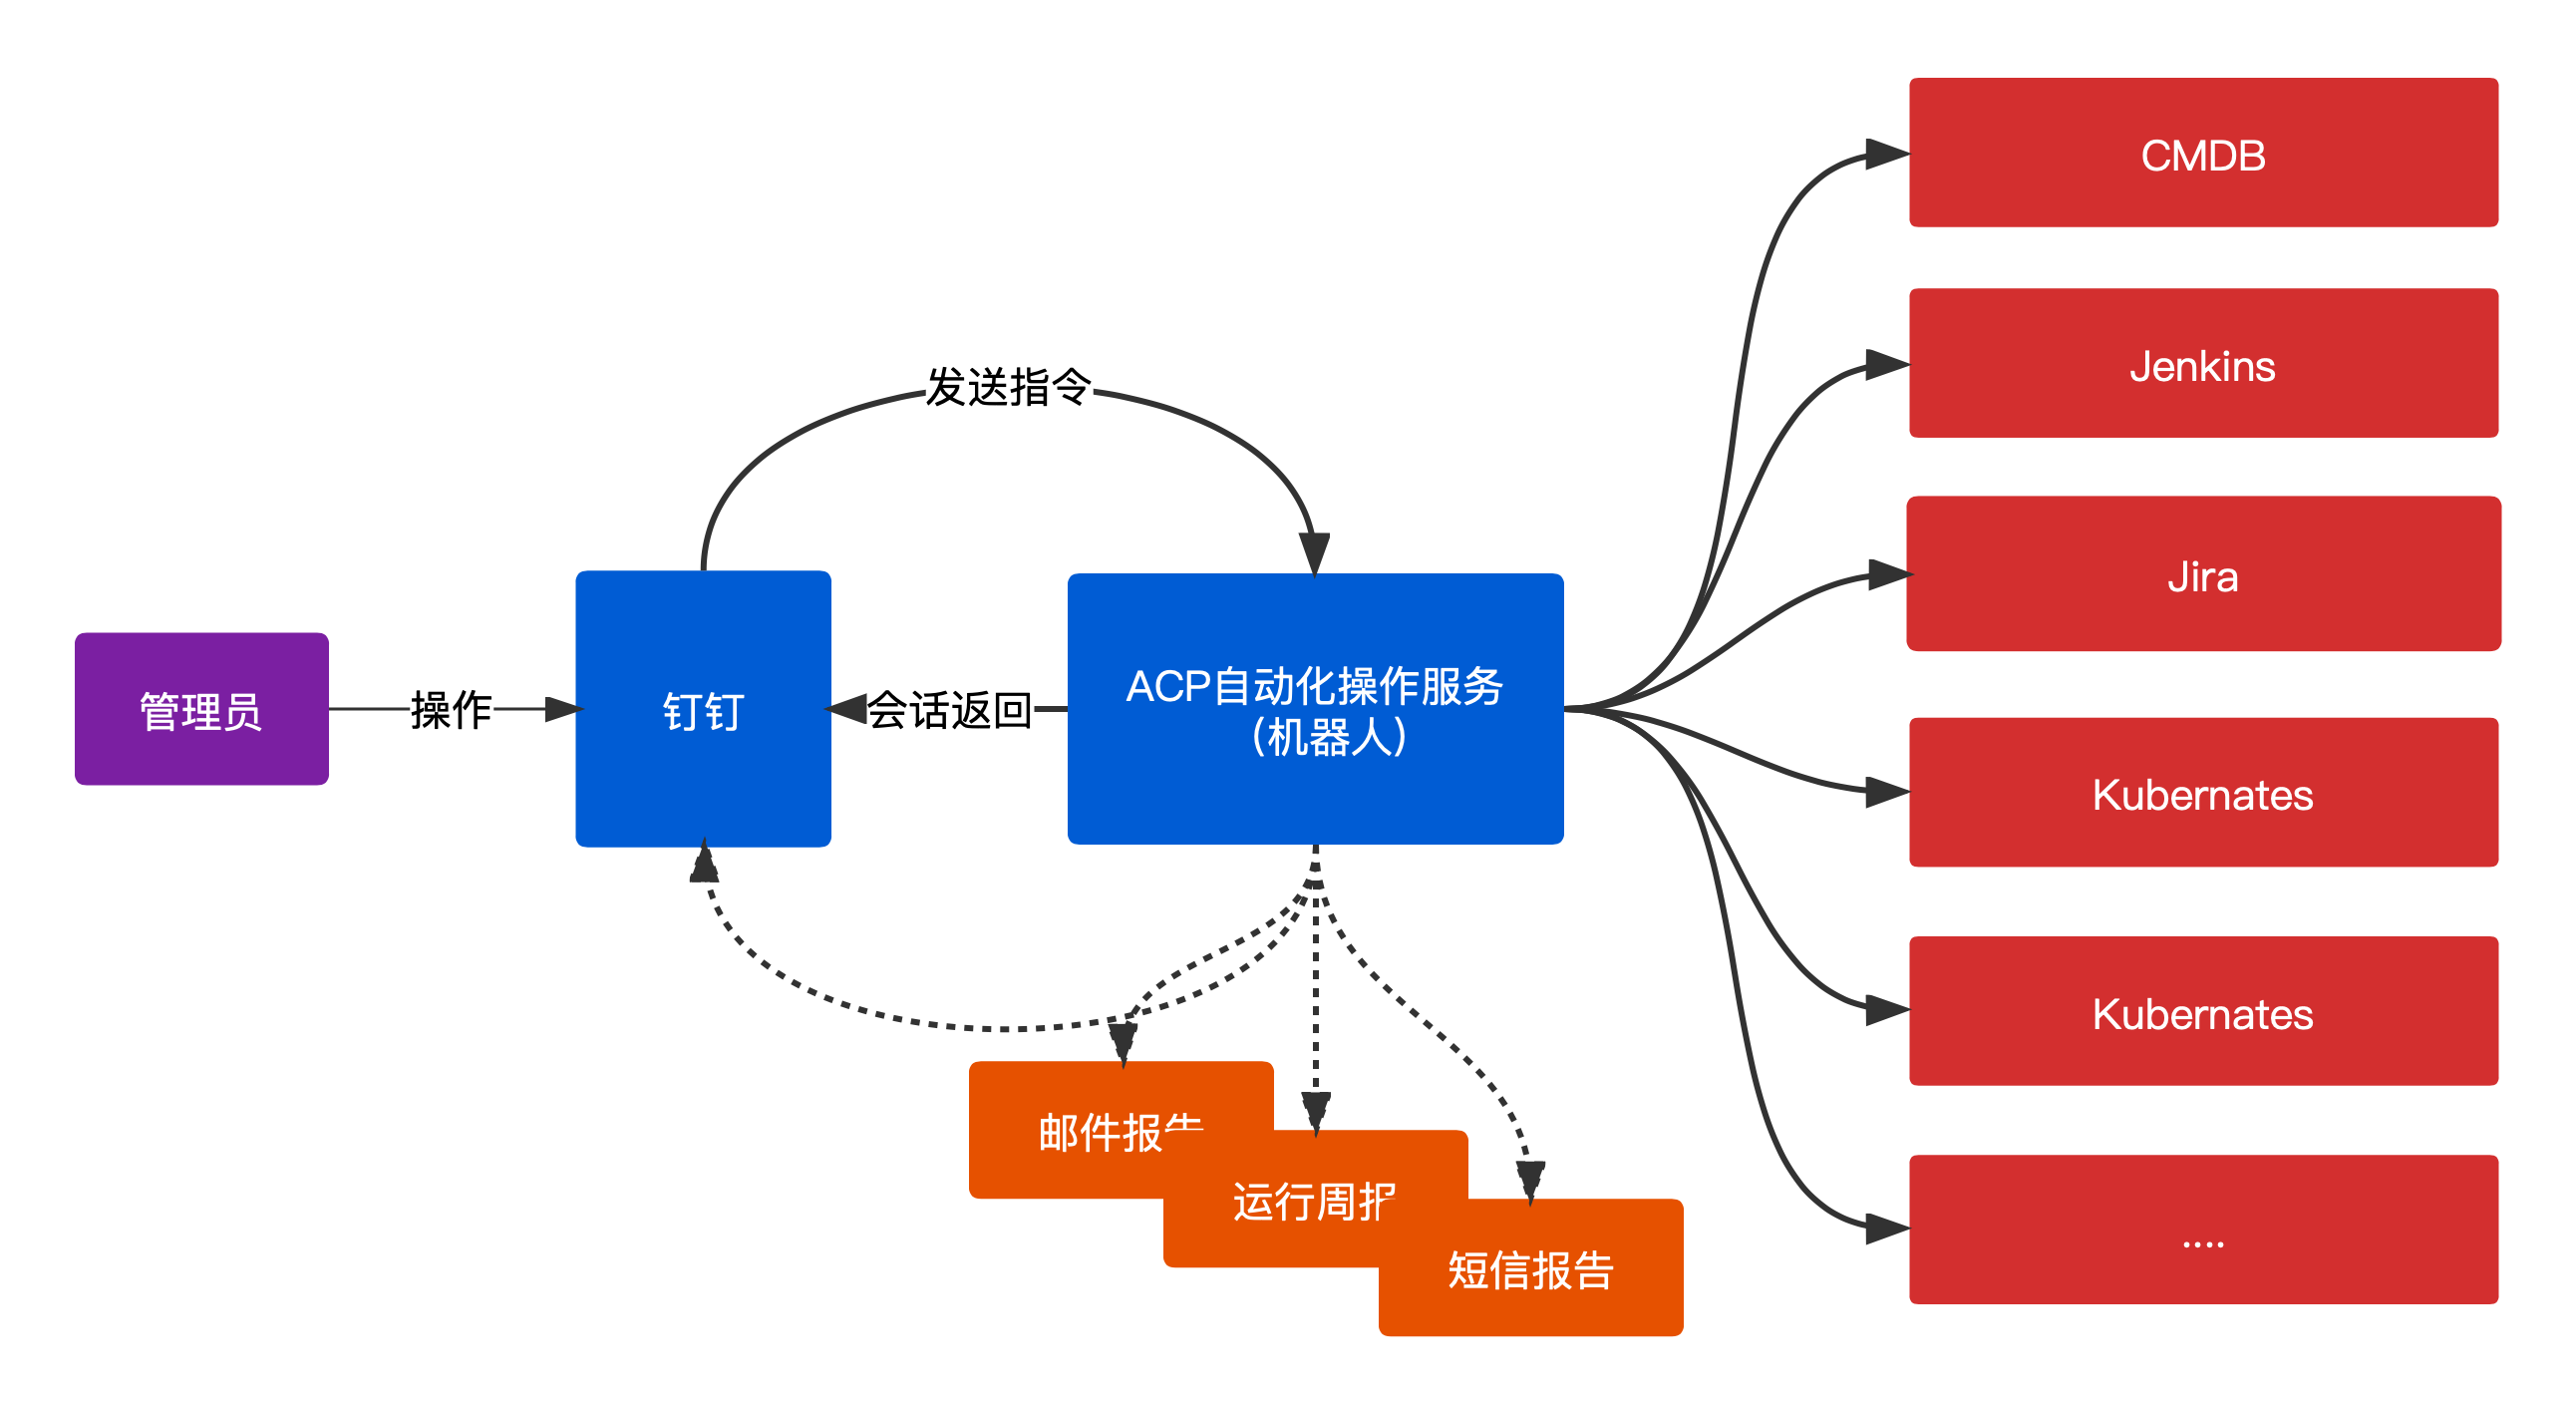 管理员
操作
钉钉
发送指令
会话返回
ACP自动化操作服务
(机器人)
邮件报告
运行周报
短信报告
CMDB
Jenkins
Jira
Kubernates
Kubernates
....